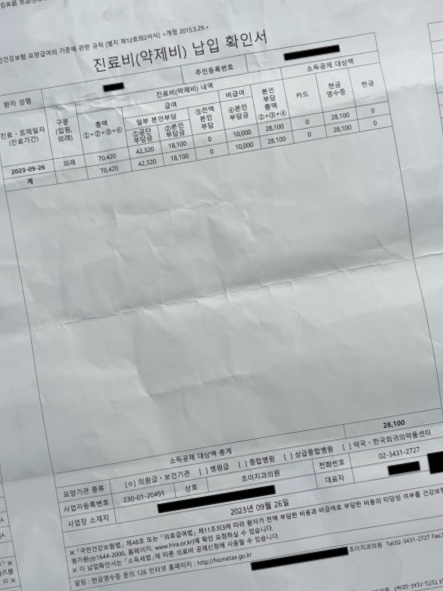 건강보험 요양급여의 기준에 관한 규칙 [별지 제12호의2서식] <개정 2015.5.29.>
진료비(약제비) 납입 확인서
환자 성명
주민등록번호
진료비(약제비) 내역
소득공제 대상액
진료·조제일자
(진료기간)
구분
(입원,
외래)
총액
①+②+③+④
급여
일부 본인부담
①공단
부담금
②본인
부담금
③전액
본인
부담
비급여
④본인
부담금
본인
부담
총액
②+③+④
카드
현금
영수증
현금
2023-09-26 외래 70,420 42,320 18,100 0 10,000 28,100 0 28,100 0
계 70,420 42,320 18,100 0 10,000 28,100 0 28,100 0
소득공제 대상액 총계 28,100
요양기관 종류 [o] 의원급·보건기관 [ ] 병원급 [ ] 종합병원 [ ] 상급종합병원 [ ] 약국·한국희귀의약품센터
사업자등록번호 230-01-20491 상호 조이치과의원 전화번호 02-3431-2727
사업장 소재지 대표자
2023년 09월 26일
※「국민건강보험법」제48조 또는「의료급여법」제11조의3에 따라 환자가 전액 부담한 비용과 비급여로 부담한 비용의 타당성 여부를 건강보
험평가원(☎1644-2000, 홈페이지: www.hira.or.kr)에 확인 요청하실 수 있습니다.
※ 이 납입확인서는「소득세법」에 따른 의료비 공제신청에 사용할 수 있습니다.
알림 : 현금영수증 문의 126 인터넷 홈페이지 : http://hometax.go.kr
조이치과의원 Tel:02-3431-2727